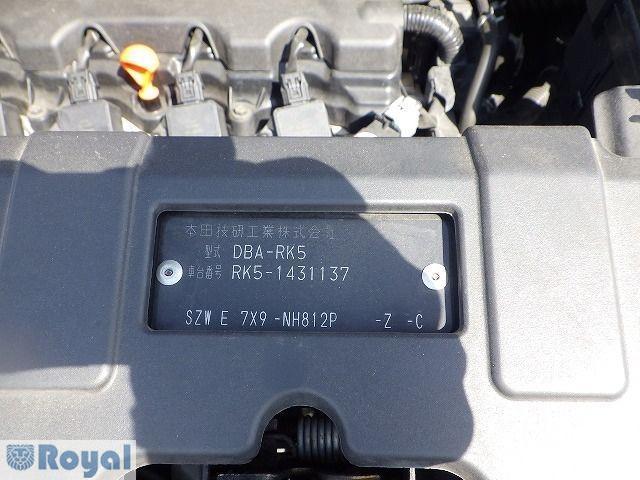 本田技研工業株式会社
型式 DBA-RK5
車台番号 RK5-1431137
SZW E 7X9 -NH812P -Z -C
Royal